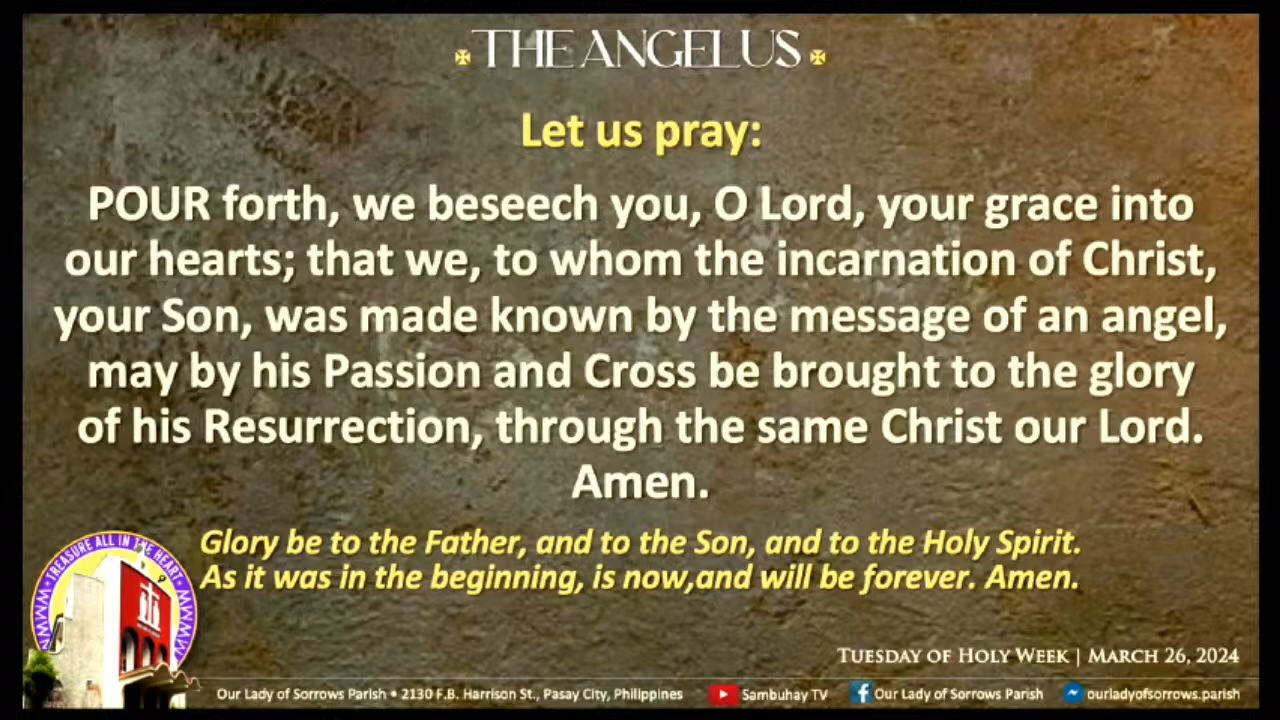 THE ANGELUS
Let us pray:
POUR forth, we beseech you, O Lord, your grace into
our hearts; that we, to whom the incarnation of Christ,
your Son, was made known by the message of an angel,
may by his Passion and Cross be brought to the glory
of his Resurrection, through the same Christ our Lord.
Amen.
Glory be to the Father, and to the Son, and to the Holy Spirit.
As it was in the beginning, is now,and will be forever. Amen.
TREASURE ALL IN THE HEART
TUESDAY OF HOLY WEEK | MARCH 26, 2024
Our Lady of Sorrows Parish • 2130 F.B. Harrison St., Pasay City, Philippines Sambuhay TV Our Lady of Sorrows Parish ourladyofsorrows.parish